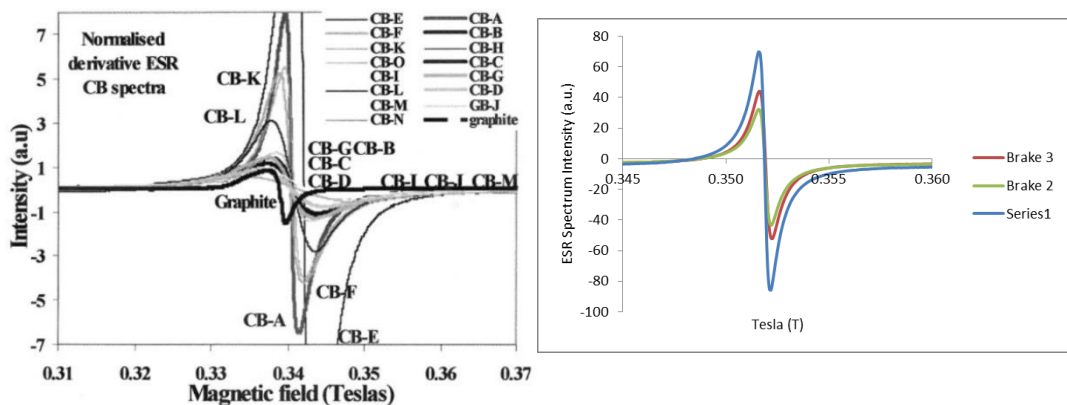 8
5
3
1
-1
-3
-5
-7
Intensity (a.u)
Normalised
derivative ESR
CB spectra
CB-E CB-A
CB-F CB-B
CB-K CB-H
CB-O CB-C
CB-I CB-G
CB-L CB-D
CB-M GB-J
CB-N graphite
CB-K
CB-L
CB-G CB-B
CB-C
CB-D
CB-I CB-J CB-M
Graphite
CB-F
CB-A
CB-E
0.31 0.32 0.33 0.34 0.35 0.36 0.37
Magnetic field (Teslas)
80
60
40
20
0
-20
-40
-60
-80
-100
ESR Spectrum Intensity (a.u.)
0.345 0.350 0.355 0.360
Tesla (T)
Brake 3
Brake 2
Series1